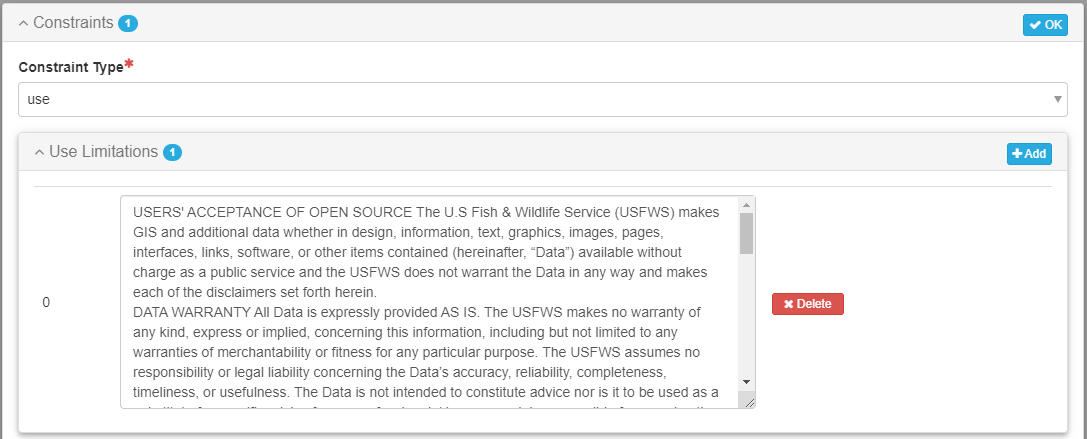 Constraints 1
OK
Constraint Type*
use
Use Limitations 1
Add
0
USERS' ACCEPTANCE OF OPEN SOURCE The U.S Fish & Wildlife Service (USFWS) makes
GIS and additional data whether in design, information, text, graphics, images, pages,
interfaces, links, software, or other items contained (hereinafter, “Data”) available without
charge as a public service and the USFWS does not warrant the Data in any way and makes
each of the disclaimers set forth herein.
DATA WARRANTY All Data is expressly provided AS IS. The USFWS makes no warranty of
any kind, express or implied, concerning this information, including but not limited to any
warranties of merchantability or fitness for any particular purpose. The USFWS assumes no
responsibility or legal liability concerning the Data’s accuracy, reliability, completeness,
timeliness, or usefulness. The Data is not intended to constitute advice nor is it to be used as a
Delete